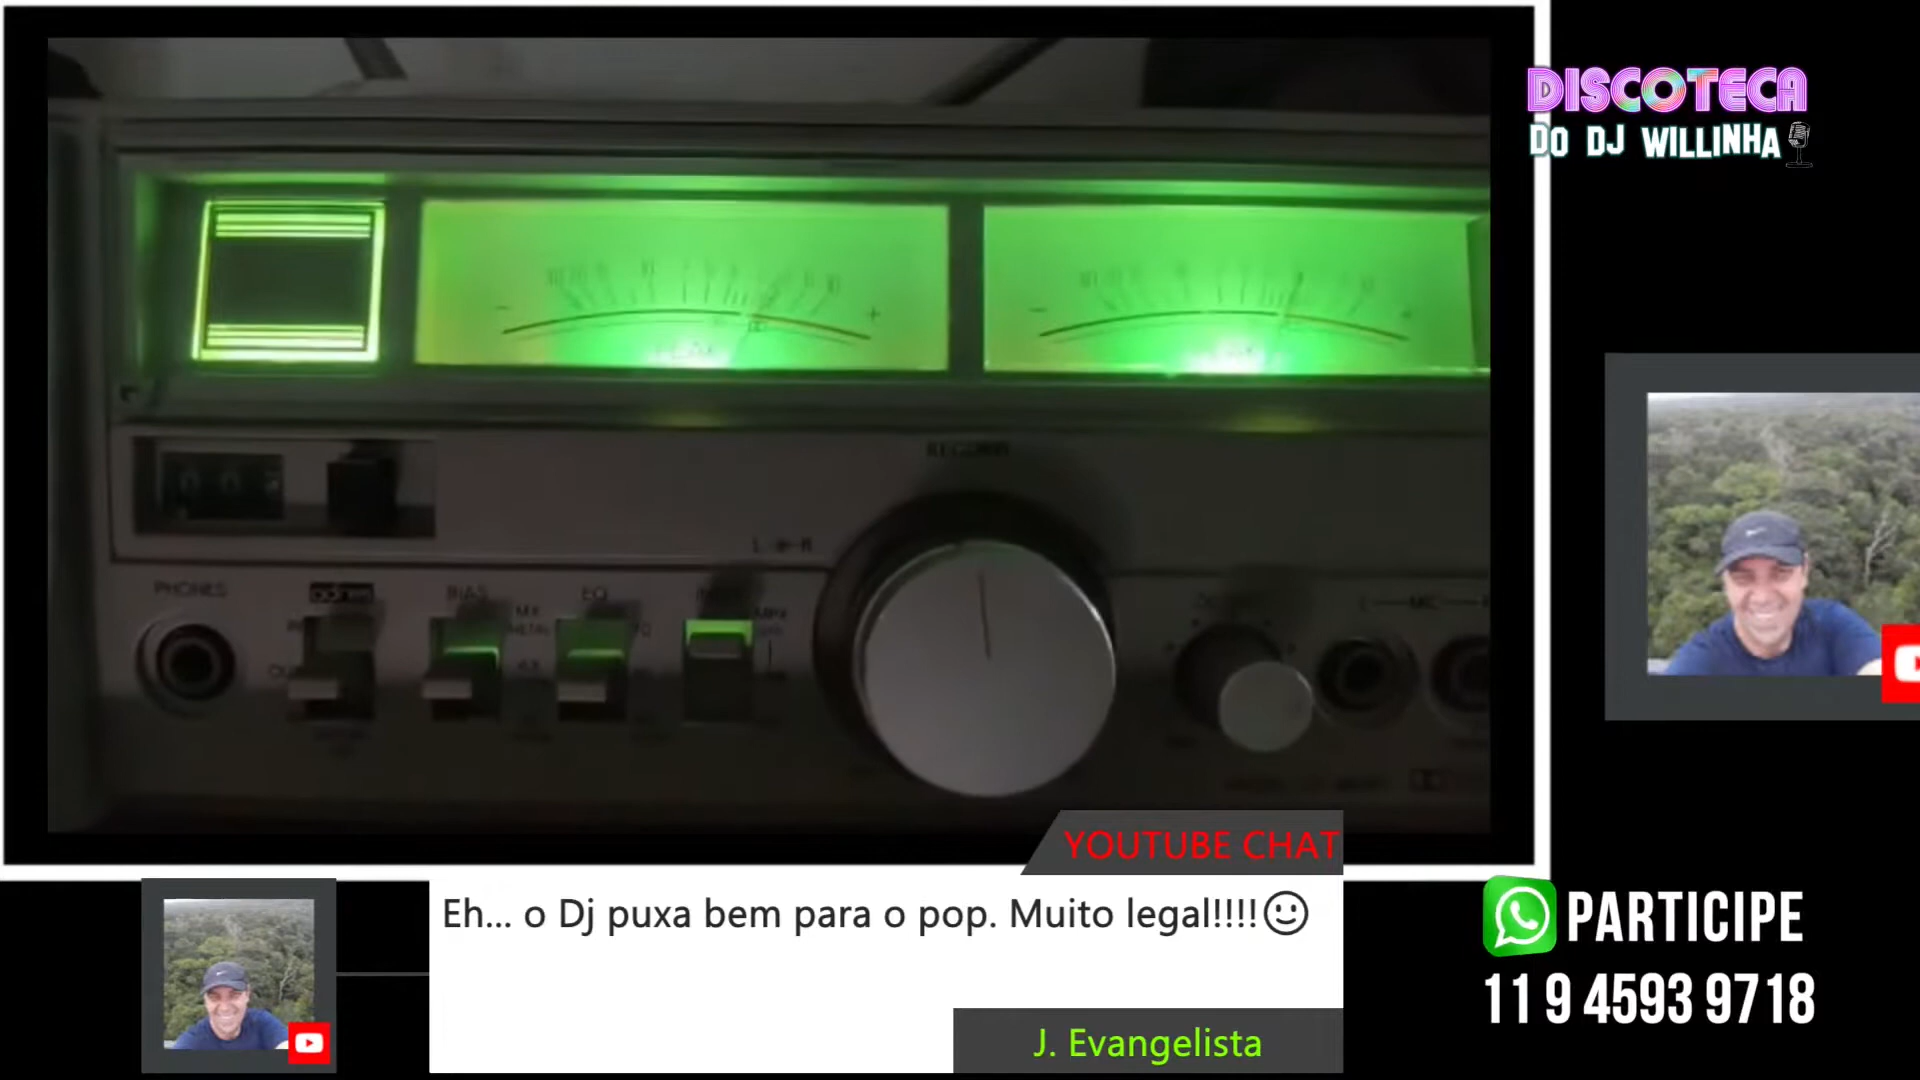 DISCOTECA
DO DJ WILLINHA
RECORD
L R
PHONES
adres
BIAS
EQ
YOUTUBE CHAT
Eh... o Dj puxa bem para o pop. Muito legal!!!!☺
J. Evangelista
PARTICIPE
11 9 4593 9718